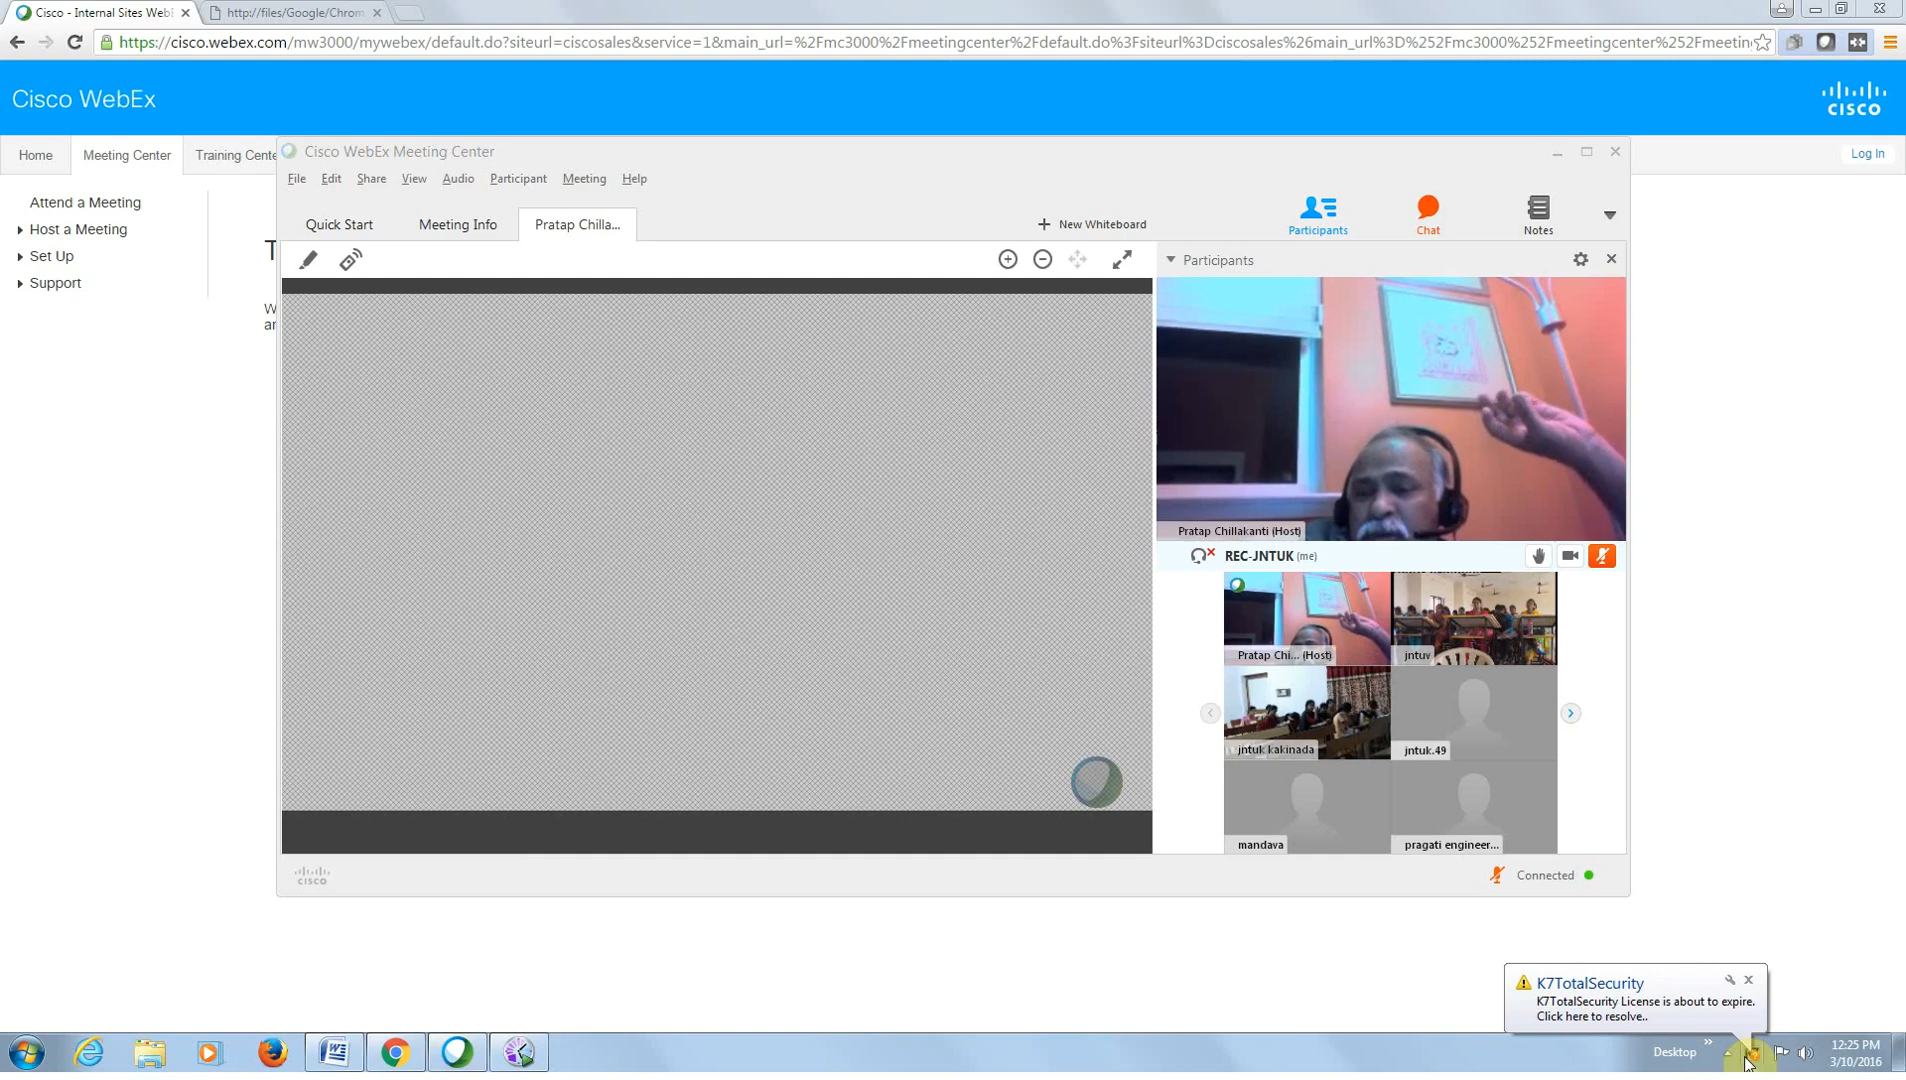 Cisco - Internal Sites WebE
http://files/Google/Chrom
https://cisco.webex.com/mw3000/mywebex/default.do?siteurl=ciscosales&service=1&main_url=%2Fmc3000%2Fmeetingcenter%2Fdefault.do%3Fsiteurl%3Dciscosales%26main_url%3D%252Fmc3000%252Fmeetingcenter%252Fmeeting
Cisco WebEx
CISCO
Home
Meeting Center
Training Cente
Log In
Attend a Meeting
Host a Meeting
Set Up
Support
T
W
ar
Cisco WebEx Meeting Center
File Edit Share View Audio Participant Meeting Help
Participants
Chat
Notes
Quick Start
Meeting Info
Pratap Chilla...
New Whiteboard
Participants
Pratap Chillakanti (Host)
REC-JNTUK (me)
Pratap Chi... (Host)
jntuv
jntuk kakinada
jntuk.49
mandava
pragati engineer...
CISCO
Connected
K7TotalSecurity
K7TotalSecurity License is about to expire.
Click here to resolve..
Desktop
12:25 PM
3/10/2016